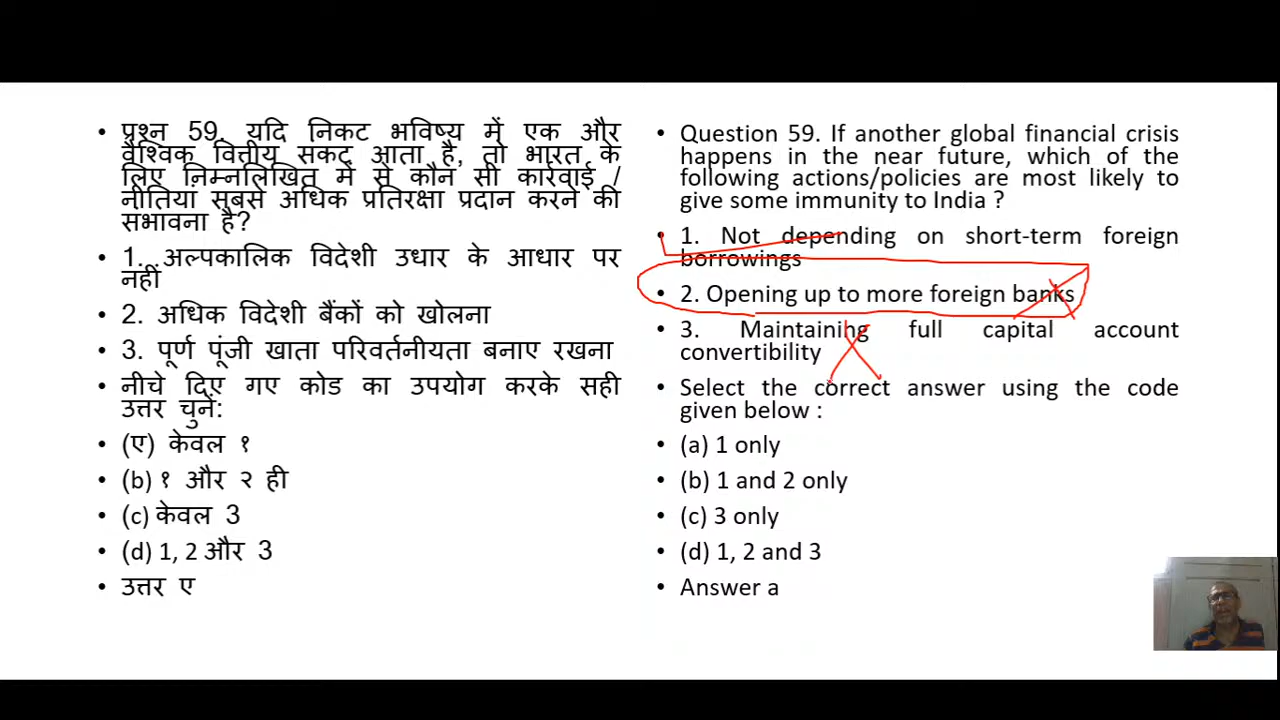 • प्रश्न 59. यदि निकट भविष्य में एक और
वैश्विक वित्तीय संकट आता है, तो भारत के
लिए निम्नलिखित में से कौन सी कार्रवाई /
नीतियां सबसे अधिक प्रतिरक्षा प्रदान करने की
संभावना है?
• 1. अल्पकालिक विदेशी उधार के आधार पर
नहीं
• 2. अधिक विदेशी बैंकों को खोलना
• 3. पूर्ण पूंजी खाता परिवर्तनीयता बनाए रखना
• नीचे दिए गए कोड का उपयोग करके सही
उत्तर चुनें:
• (ए) केवल १
• (b) १ और २ ही
• (c) केवल 3
• (d) 1, 2 और 3
• उत्तर ए
• Question 59. If another global financial crisis
happens in the near future, which of the
following actions/policies are most likely to
give some immunity to India ?
• 1. Not depending on short-term foreign
borrowings
• 2. Opening up to more foreign banks
• 3. Maintaining full capital account
convertibility
• Select the correct answer using the code
given below :
• (a) 1 only
• (b) 1 and 2 only
• (c) 3 only
• (d) 1, 2 and 3
• Answer a